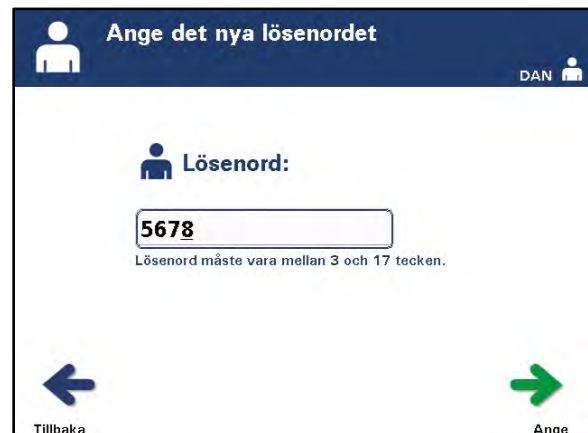 Ange det nya lösenordet
DAN
Lösenord:
5678
Lösenord måste vara mellan 3 och 17 tecken.
Tillbaka
Ange